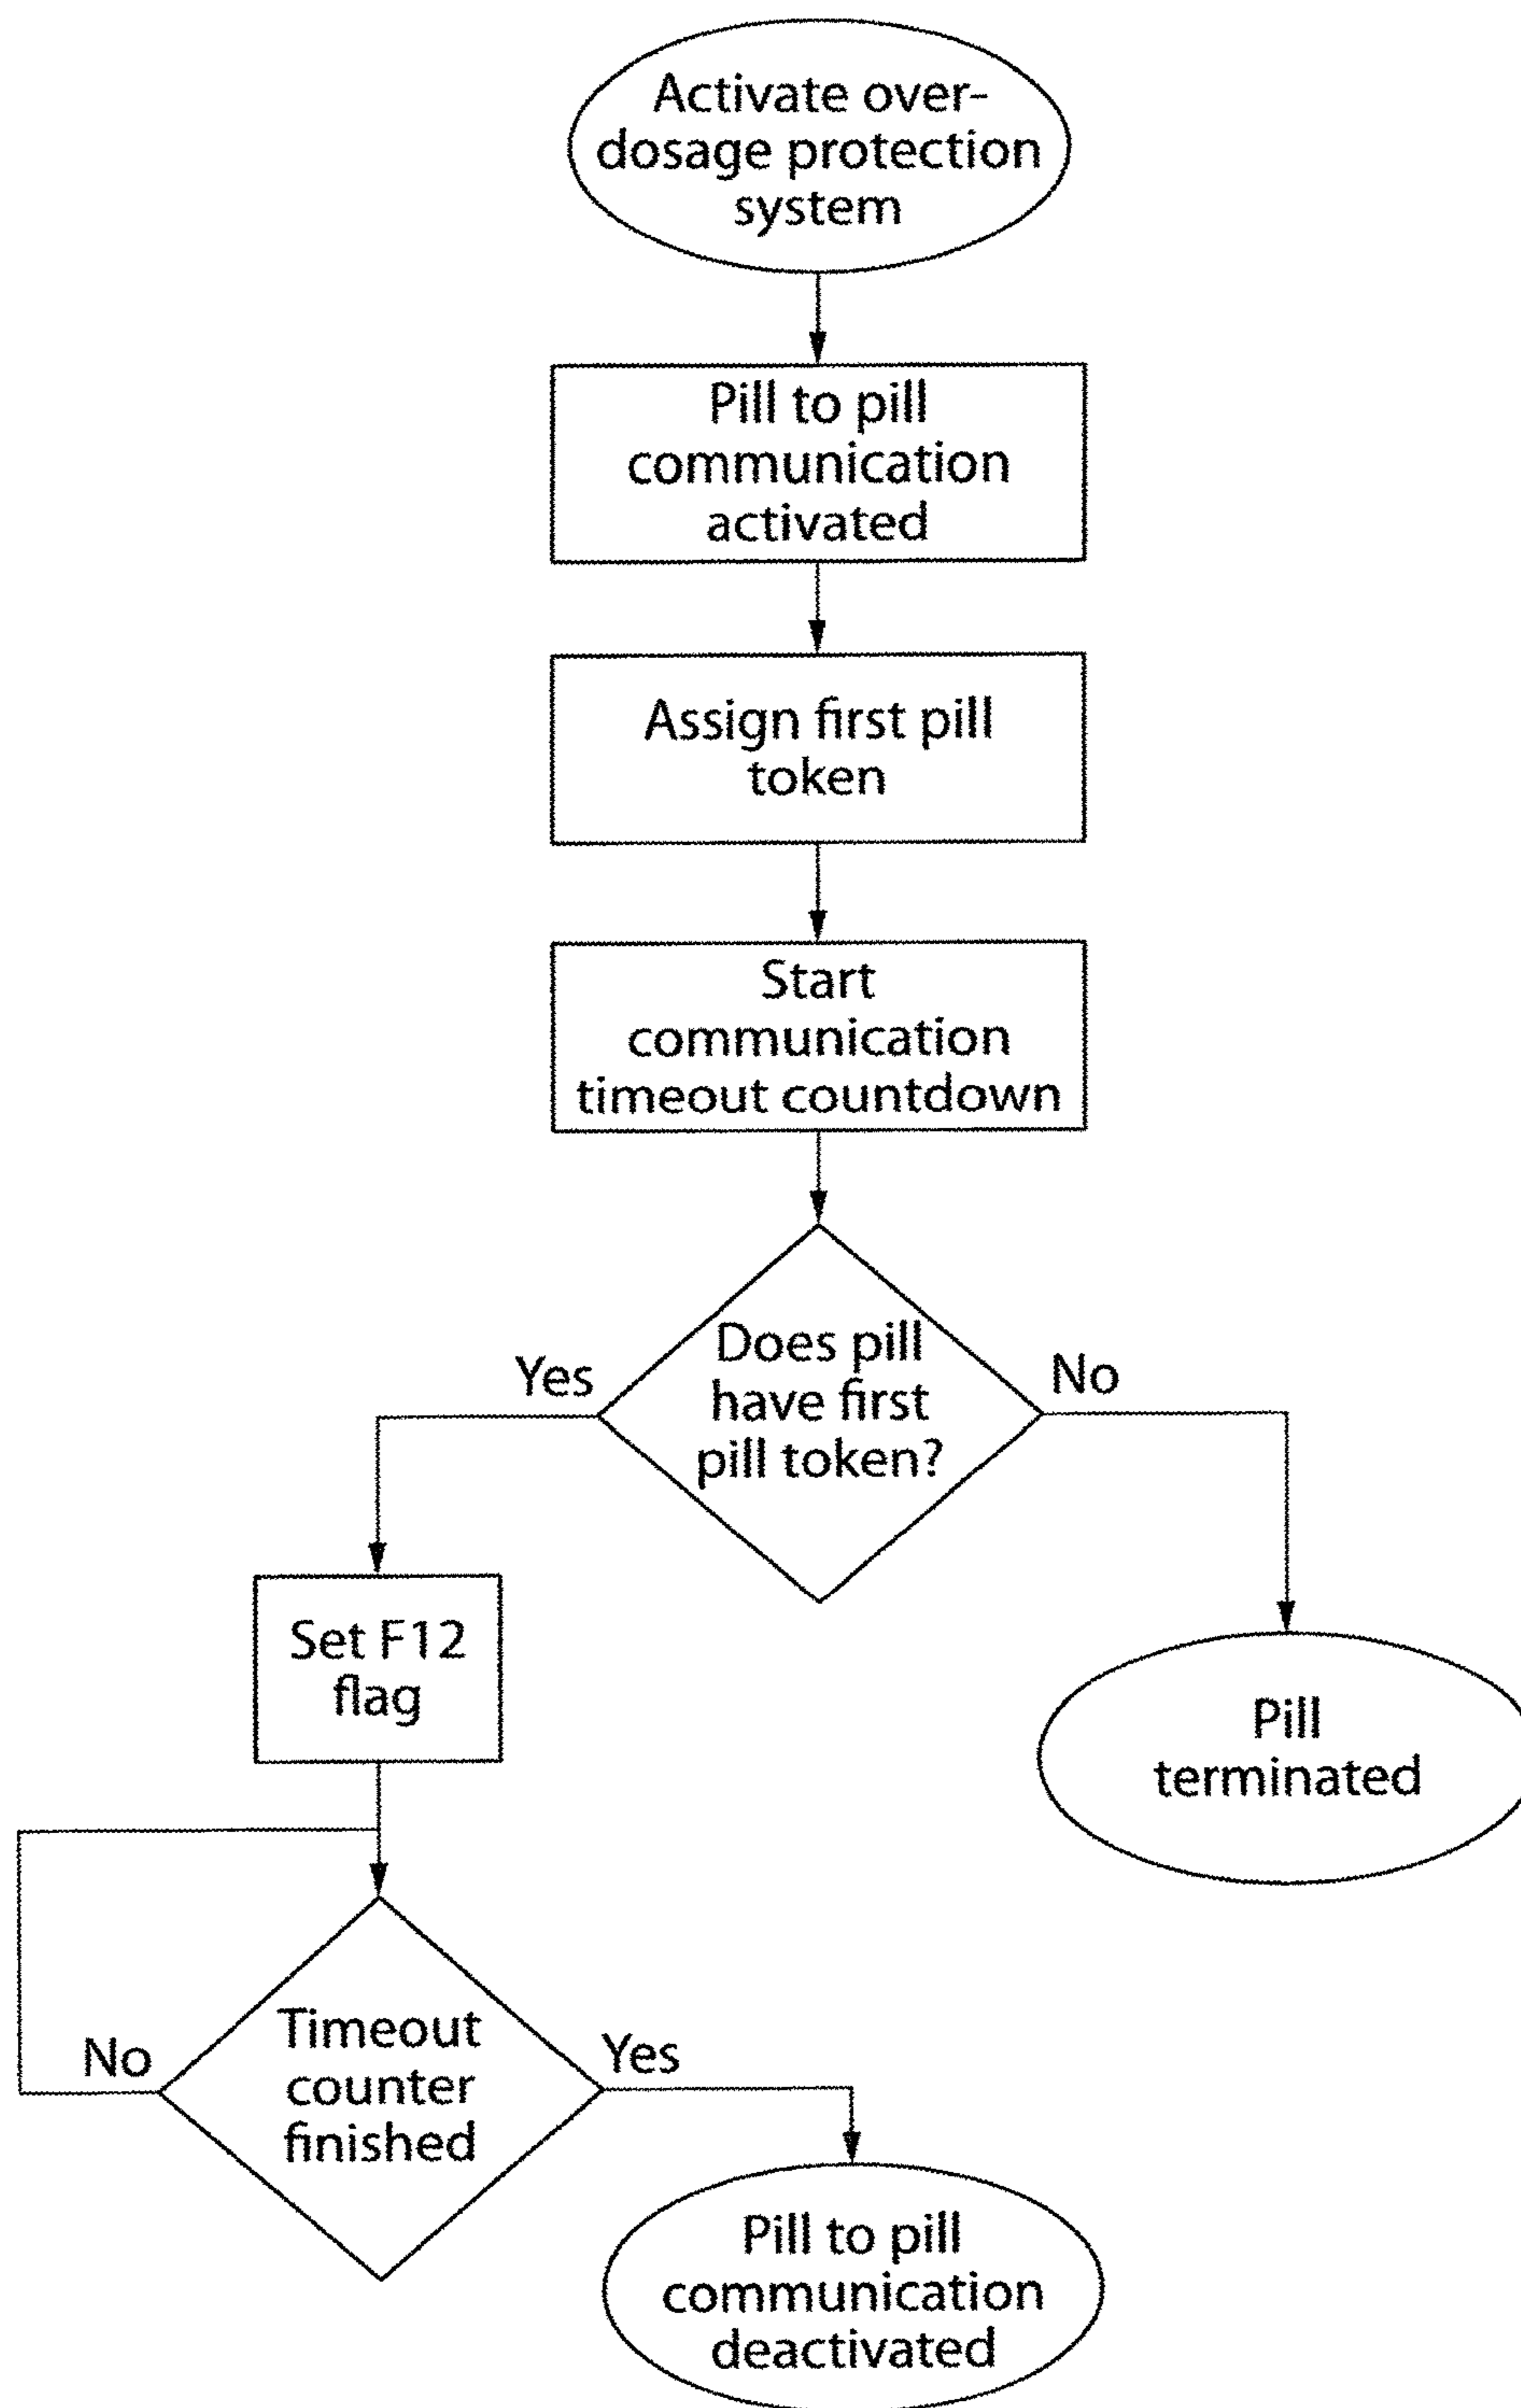 Activate over-
dosage protection
system
Pill to pill
communication
activated
Assign first pill
token
Start
communication
timeout countdown
Does pill
have first
pill token?
Yes
No
Set F12
flag
Pill
terminated
Timeout
counter
finished
No
Yes
Pill to pill
communication
deactivated